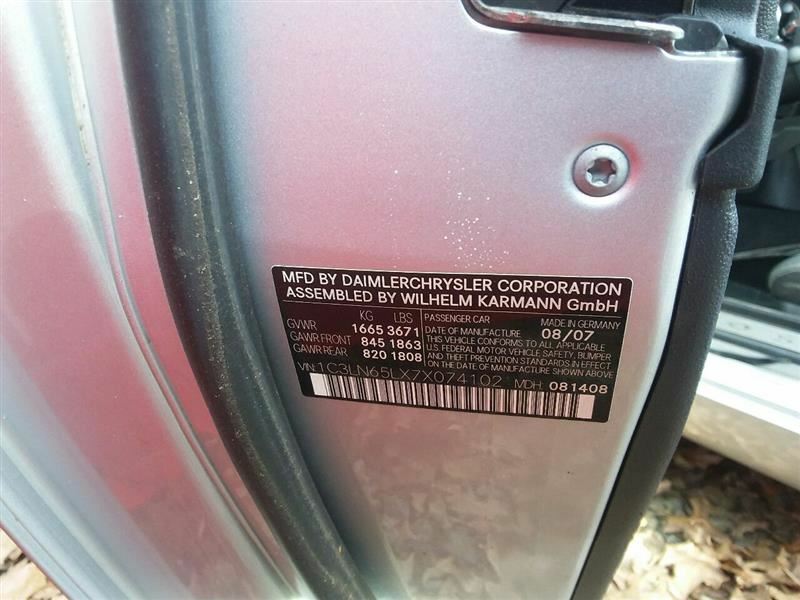 MFD BY DAIMLERCHRYSLER CORPORATION
ASSEMBLED BY WILHELM KARMANN GmbH
KG LBS
GVWR 1665 3671
GAWR FRONT 845 1863
GAWR REAR 820 1808
PASSENGER CAR MADE IN GERMANY
DATE OF MANUFACTURE 08/07
THIS VEHICLE CONFORMS TO ALL APPLICABLE
U.S. FEDERAL MOTOR VEHICLE SAFETY, BUMPER
AND THEFT PREVENTION STANDARDS IN EFFECT
ON THE DATE OF MANUFACTURE SHOWN ABOVE
VIN: 1C3LN65LX7X074102 MDH: 081408